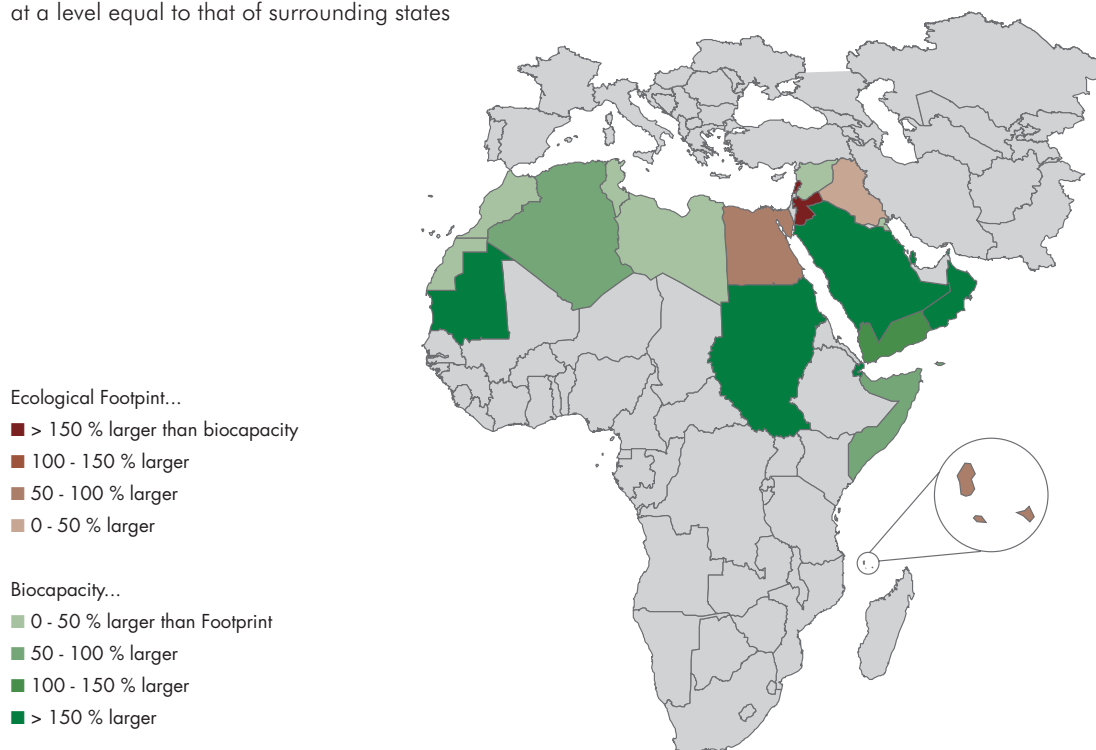 at a level equal to that of surrounding states
Ecological Footpint...
> 150 % larger than biocapacity
100 - 150 % larger
50 - 100 % larger
0 - 50 % larger
Biocapacity...
0 - 50 % larger than Footprint
50 - 100 % larger
100 - 150 % larger
> 150 % larger